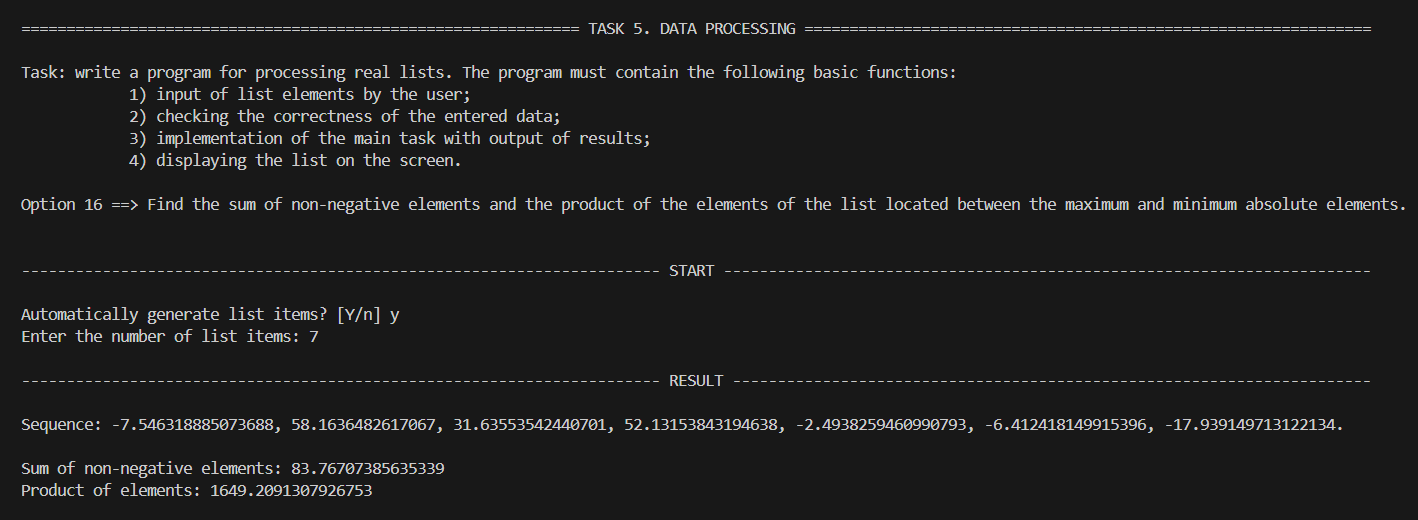 ============================================================== TASK 5. DATA PROCESSING ===============================================================
Task: write a program for processing real lists. The program must contain the following basic functions:
1) input of list elements by the user;
2) checking the correctness of the entered data;
3) implementation of the main task with output of results;
4) displaying the list on the screen.
Option 16 ==> Find the sum of non-negative elements and the product of the elements of the list located between the maximum and minimum absolute elements.
----------------------------------------------------------------------- START ------------------------------------------------------------------------
Automatically generate list items? [Y/n] y
Enter the number of list items: 7
----------------------------------------------------------------------- RESULT -----------------------------------------------------------------------
Sequence: -7.546318885073688, 58.1636482617067, 31.63553542440701, 52.13153843194638, -2.4938259460990793, -6.412418149915396, -17.939149713122134.
Sum of non-negative elements: 83.76707385635339
Product of elements: 1649.2091307926753